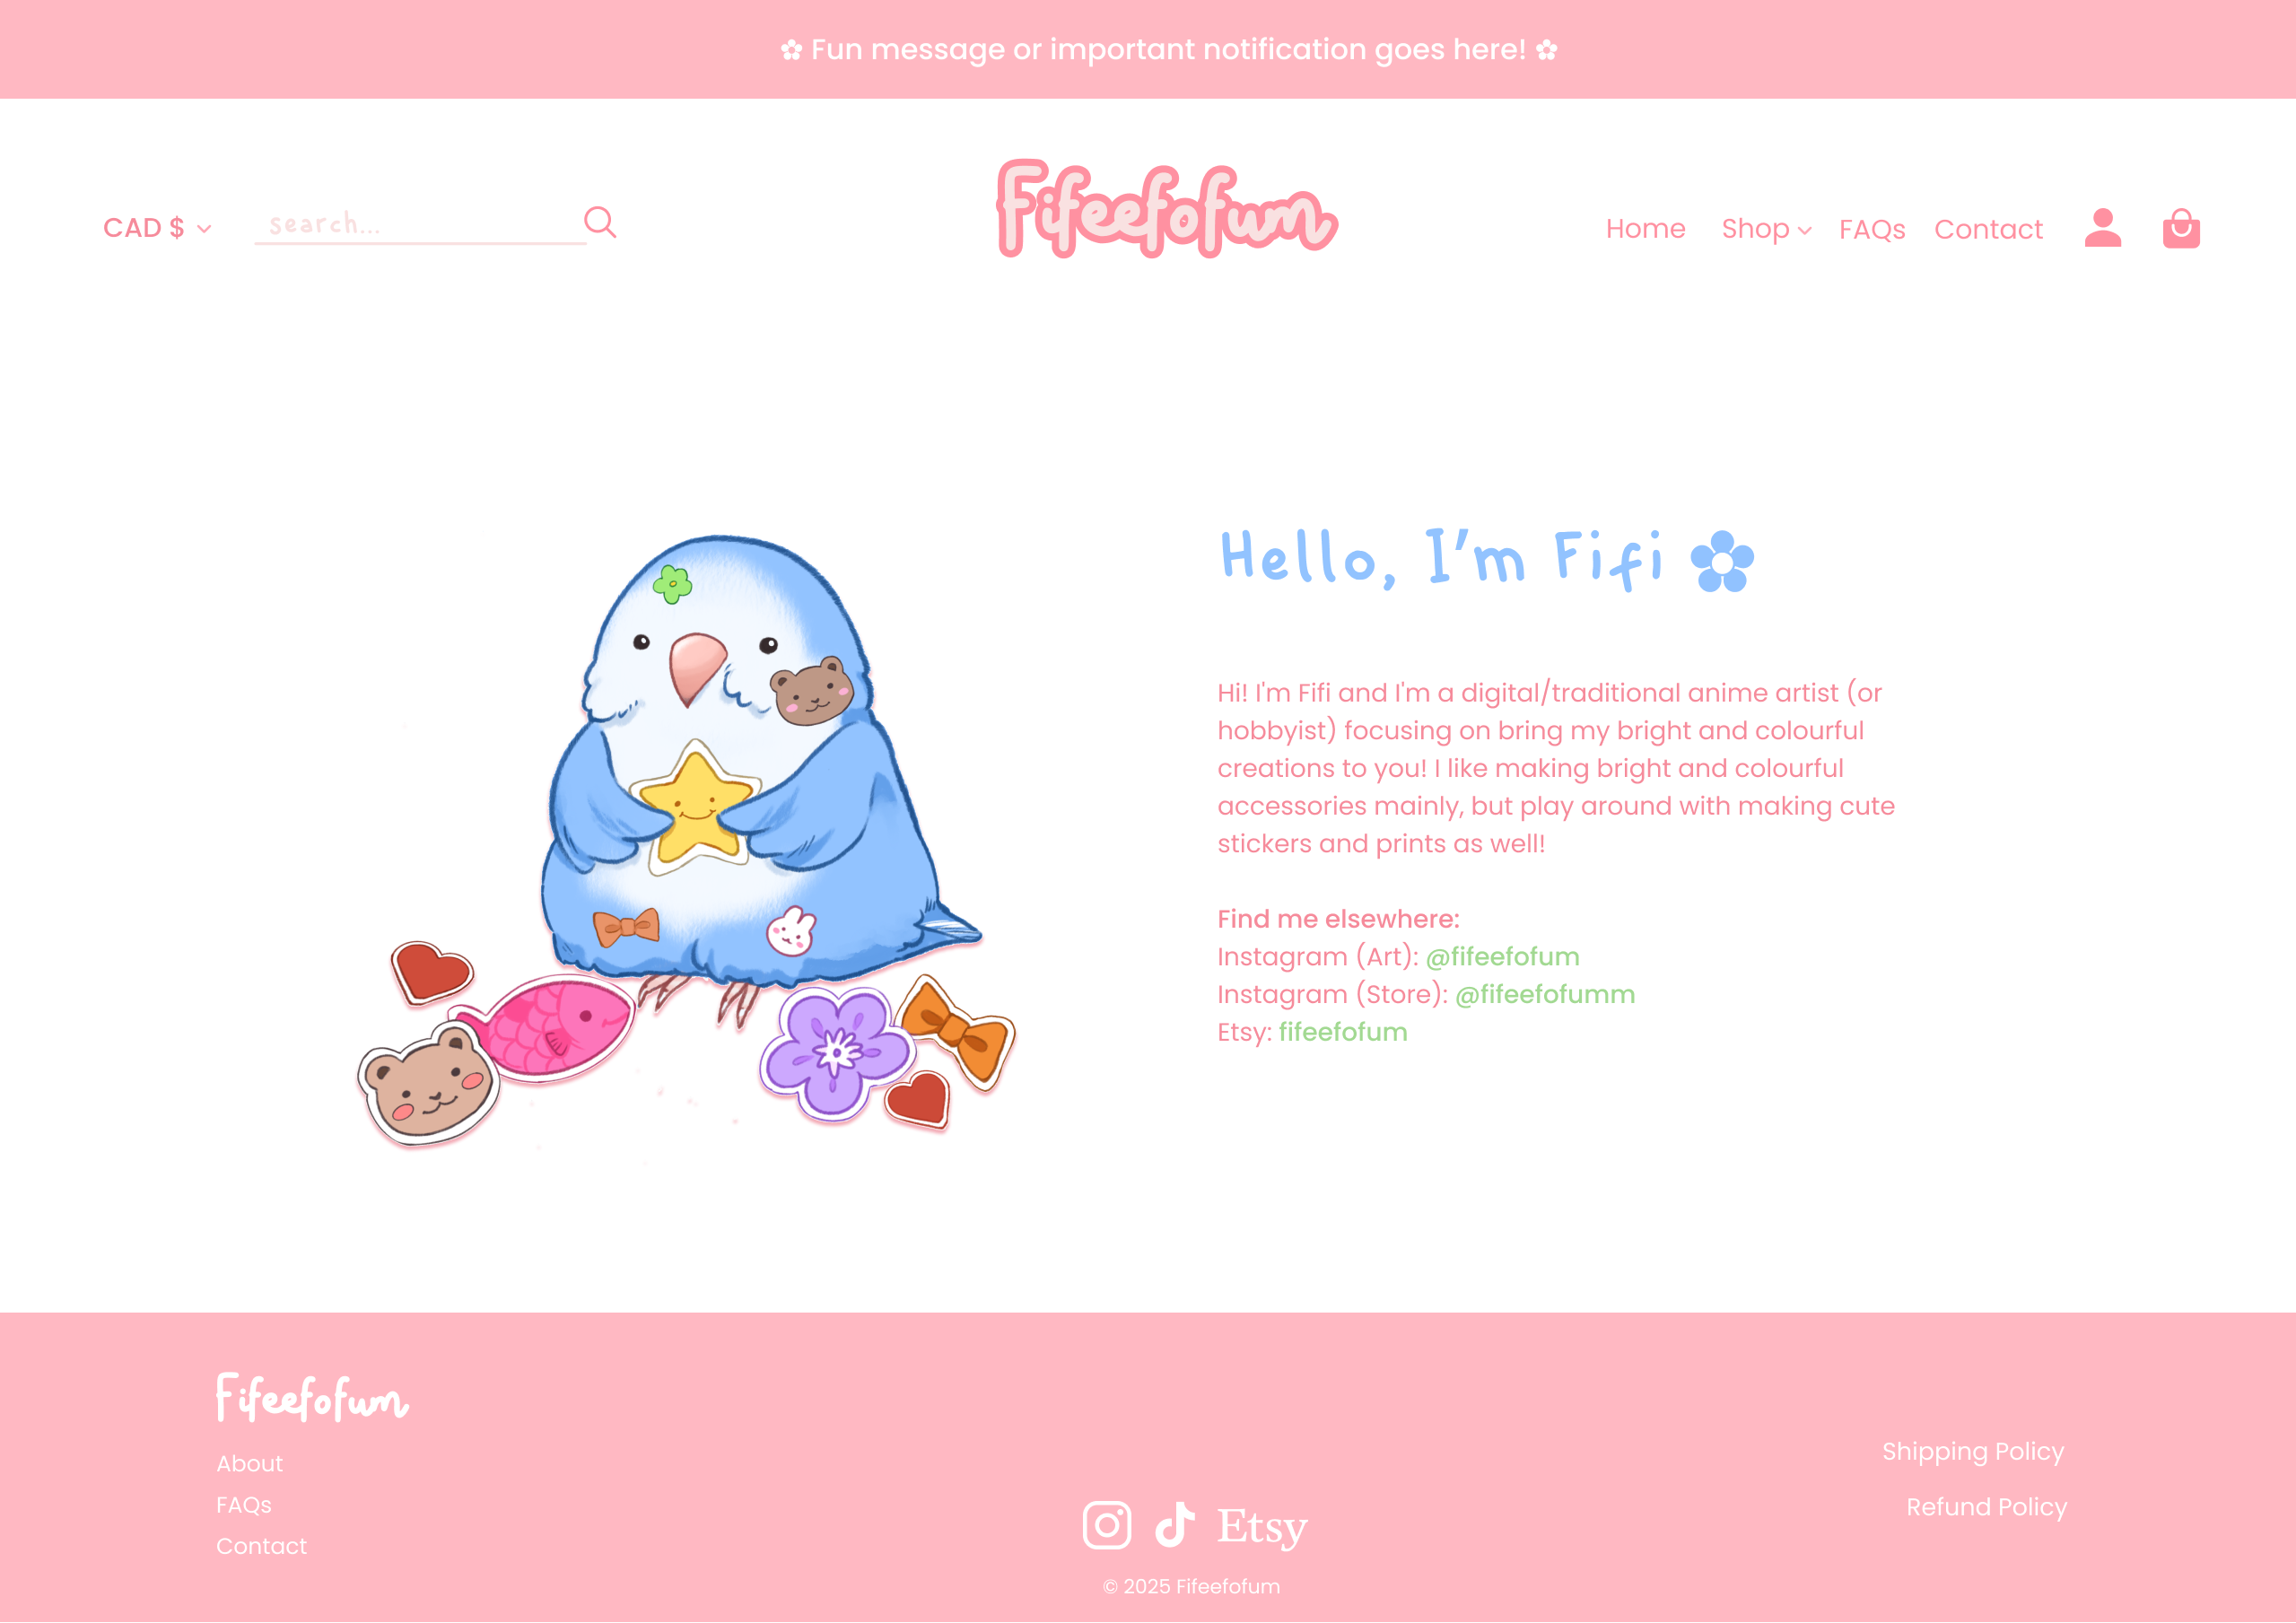 ✿ Fun message or important notification goes here! ✿
CAD $
search...
Fifeefofum
Home Shop FAQs Contact
Hello, I'm Fifi ✿
Hi! I'm Fifi and I'm a digital/traditional anime artist (or
hobbyist) focusing on bring my bright and colourful
creations to you! I like making bright and colourful
accessories mainly, but play around with making cute
stickers and prints as well!
Find me elsewhere:
Instagram (Art): @fifeefofum
Instagram (Store): @fifeefofumm
Etsy: fifeefofum
Fifeefofum
About
FAQs
Contact
Etsy
© 2025 Fifeefofum
Shipping Policy
Refund Policy